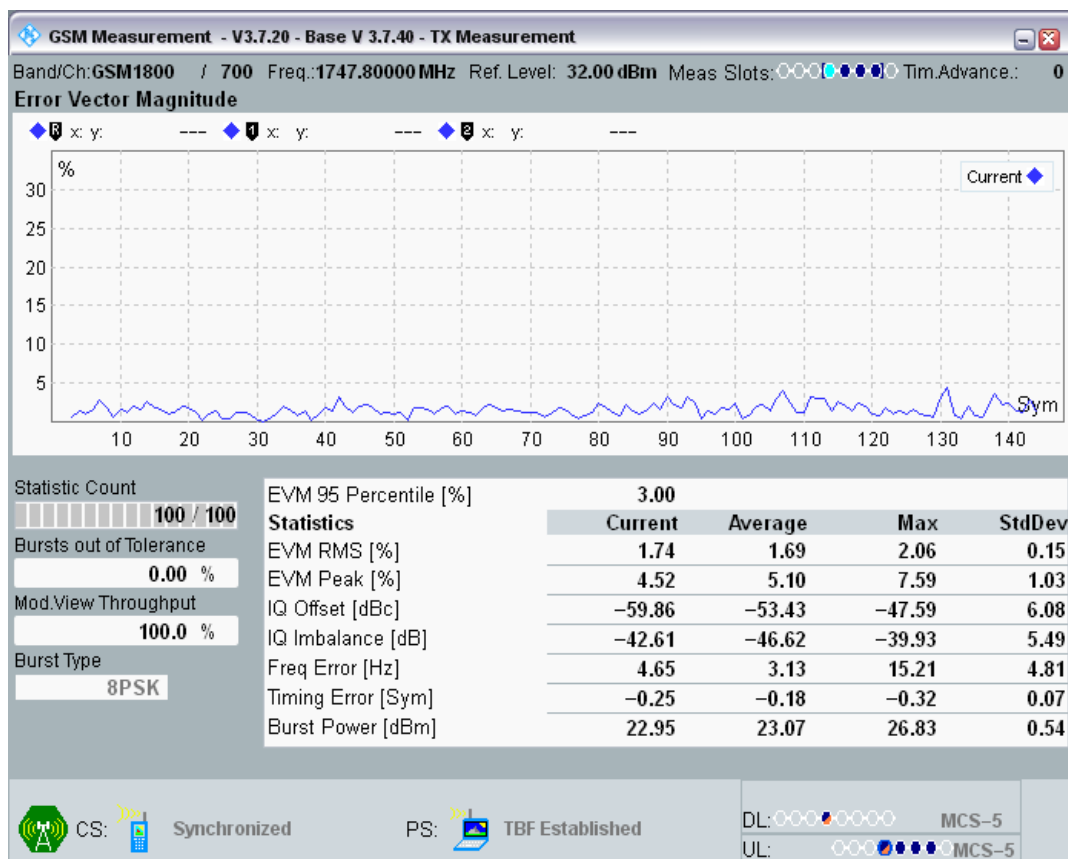 GSM Measurement - V3.7.20 - Base V 3.7.40 - TX Measurement
Band/Ch:GSM1800 / 700 Freq.:1747.80000 MHz Ref. Level: 32.00 dBm Meas Slots: Tim.Advance.: 0
Error Vector Magnitude
R x: y: --- 1 x: y: --- 2 x: y: ---
%
Current
30
25
20
15
10
5
Sym
10 20 30 40 50 60 70 80 90 100 110 120 130 140
Statistic Count
100 / 100
Bursts out of Tolerance
0.00 %
Mod.View Throughput
100.0 %
Burst Type
8PSK
EVM 95 Percentile [%] 3.00
Statistics Current Average Max StdDev
EVM RMS [%] 1.74 1.69 2.06 0.15
EVM Peak [%] 4.52 5.10 7.59 1.03
IQ Offset [dBc] −59.86 −53.43 −47.59 6.08
IQ Imbalance [dB] −42.61 −46.62 −39.93 5.49
Freq Error [Hz] 4.65 3.13 15.21 4.81
Timing Error [Sym] −0.25 −0.18 −0.32 0.07
Burst Power [dBm] 22.95 23.07 26.83 0.54
CS: Synchronized PS: TBF Established
DL: MCS−5
UL: MCS−5